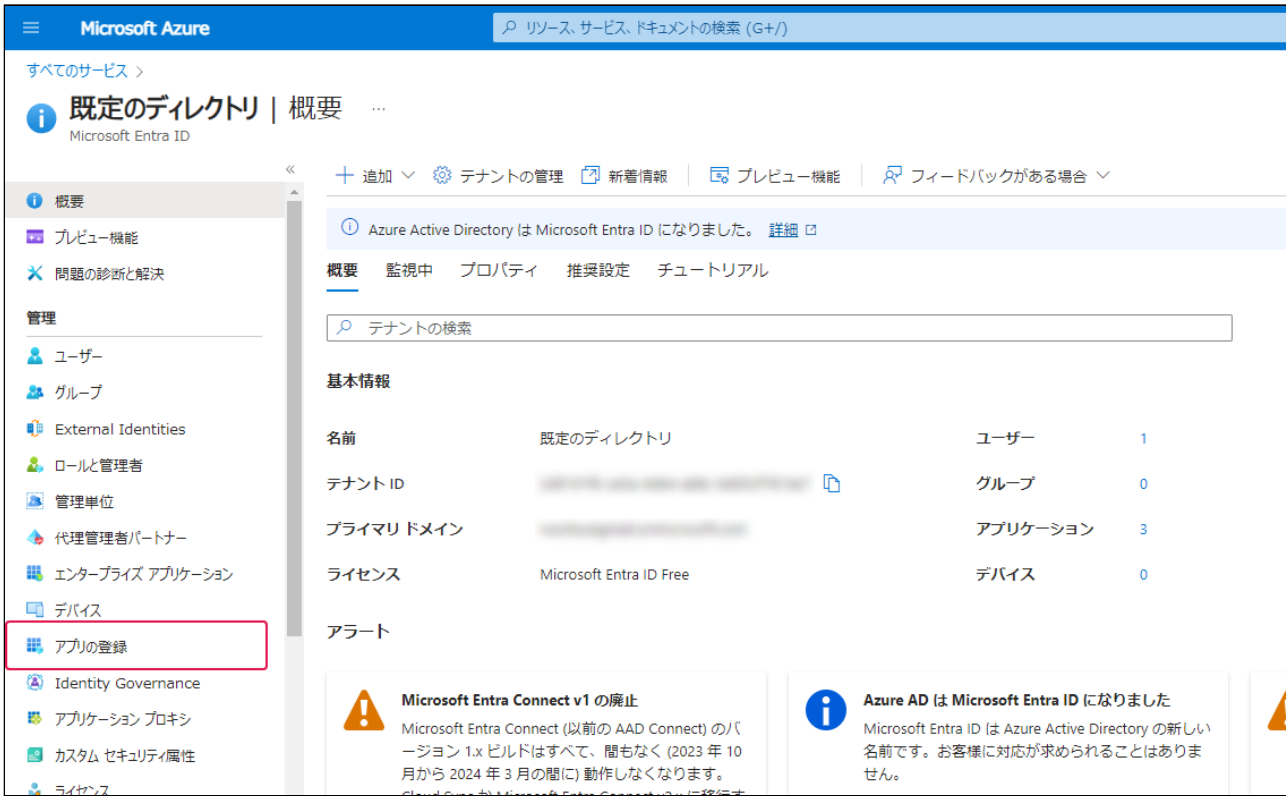 Microsoft Azure
リソース、サービス、ドキュメントの検索 (G+/)
すべてのサービス >
既定のディレクトリ | 概要 …
Microsoft Entra ID
«
概要
プレビュー機能
問題の診断と解決
管理
ユーザー
グループ
External Identities
ロールと管理者
管理単位
代理管理者パートナー
エンタープライズ アプリケーション
デバイス
アプリの登録
Identity Governance
アプリケーション プロキシ
カスタム セキュリティ属性
ライセンス
追加 テナントの管理 新着情報 プレビュー機能 フィードバックがある場合
Azure Active Directory は Microsoft Entra ID になりました。 詳細
概要 監視中 プロパティ 推奨設定 チュートリアル
テナントの検索
基本情報
名前 既定のディレクトリ ユーザー 1
テナント ID グループ 0
プライマリ ドメイン アプリケーション 3
ライセンス Microsoft Entra ID Free デバイス 0
アラート
Microsoft Entra Connect v1 の廃止
Microsoft Entra Connect (以前の AAD Connect) のバ
ージョン 1.x ビルドはすべて、間もなく (2023 年 10
月から 2024 年 3 月の間に) 動作しなくなります。
Cloud Sync か Microsoft Entra Connect v2.x に移行す
Azure AD は Microsoft Entra ID になりました
Microsoft Entra ID は Azure Active Directory の新しい
名前です。お客様に対応が求められることはありま
せん。